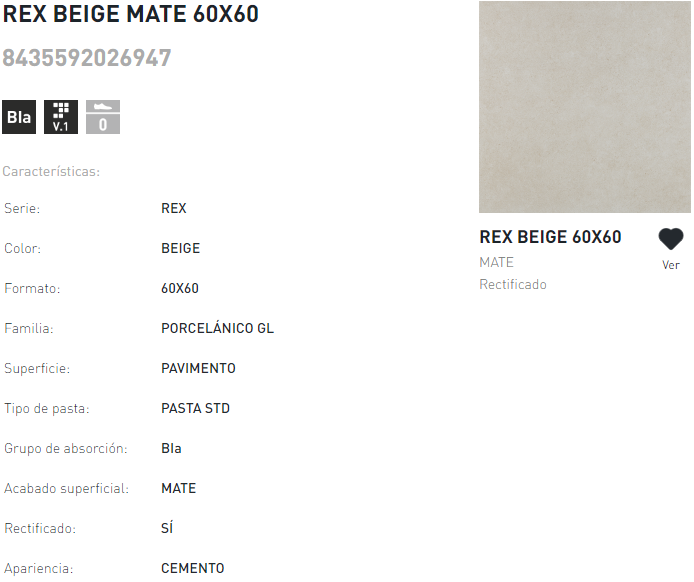 REX BEIGE MATE 60X60
8435592026947
BIa
V.1
0
Características:
Serie: REX
Color: BEIGE
Formato: 60X60
Familia: PORCELÁNICO GL
Superficie: PAVIMENTO
Tipo de pasta: PASTA STD
Grupo de absorción: BIa
Acabado superficial: MATE
Rectificado: SÍ
Apariencia: CEMENTO
REX BEIGE 60X60
Ver
MATE
Rectificado